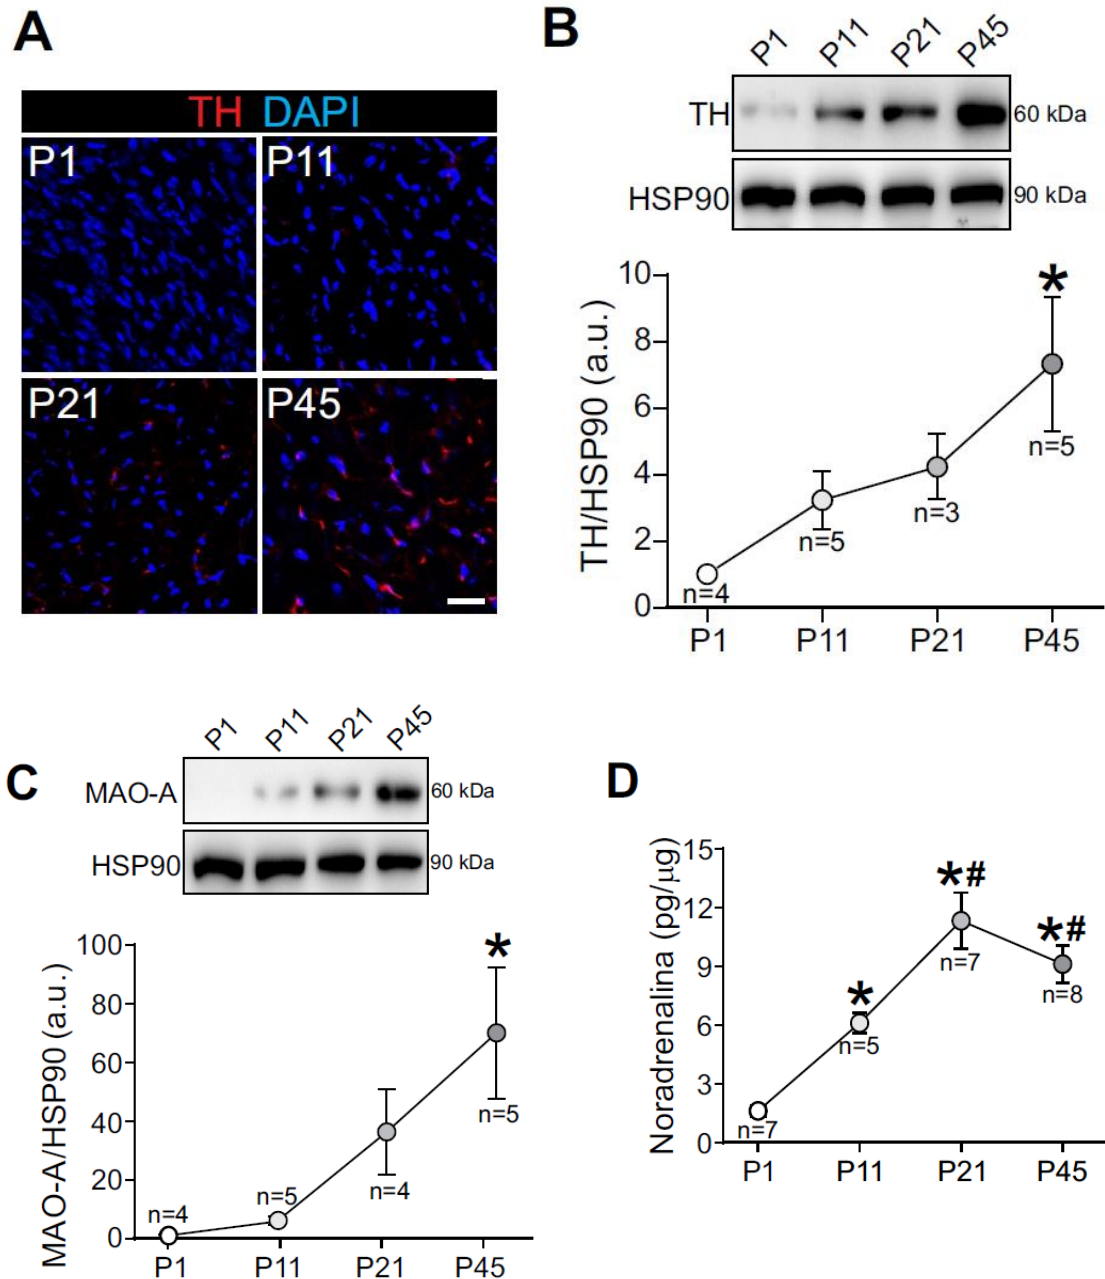 A
TH DAPI
P1
P11
P21
P45
B
P1 P11 P21 P45
TH
60 kDa
HSP90
90 kDa
TH/HSP90 (a.u.)
10
8
6
4
2
0
*
n=4
n=5
n=3
n=5
P1 P11 P21 P45
C
P1 P11 P21 P45
MAO-A
60 kDa
HSP90
90 kDa
MAO-A/HSP90 (a.u.)
100
80
60
40
20
0
*
n=4
n=5
n=4
n=5
P1 P11 P21 P45
D
Noradrenalina (pg/μg)
15
12
9
6
3
0
*
*#
*#
n=7
n=5
n=7
n=8
P1 P11 P21 P45